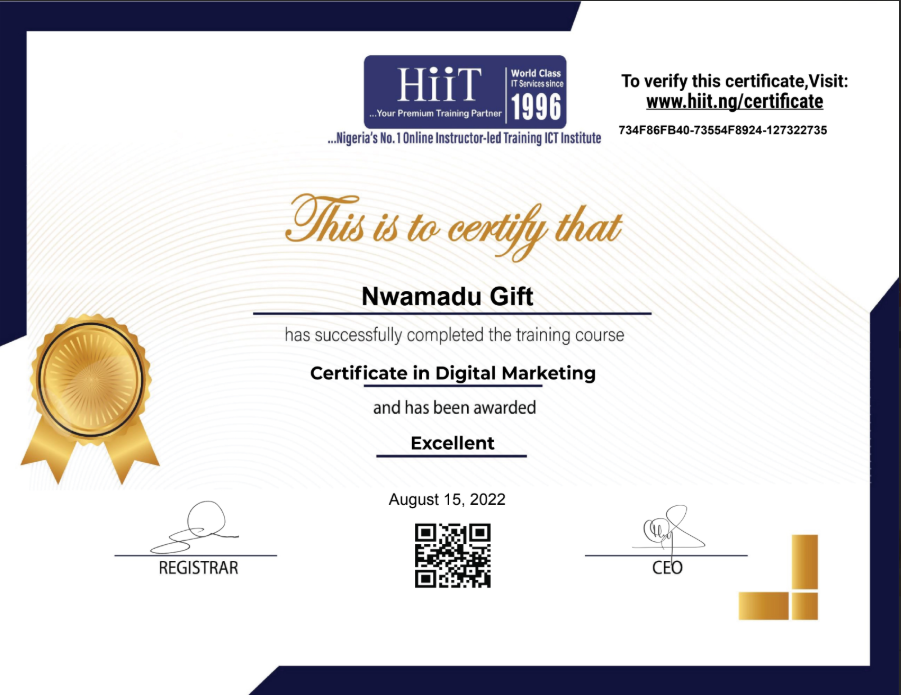 HiiT
...Your Premium Training Partner
World Class
IT Services since
1996
...Nigeria's No. 1 Online Instructor-led Training ICT Institute
To verify this certificate,Visit:
www.hiit.ng/certificate
734F86FB40-73554F8924-127322735
This is to certify that
Nwamadu Gift
has successfully completed the training course
Certificate in Digital Marketing
and has been awarded
Excellent
August 15, 2022
REGISTRAR
CEO